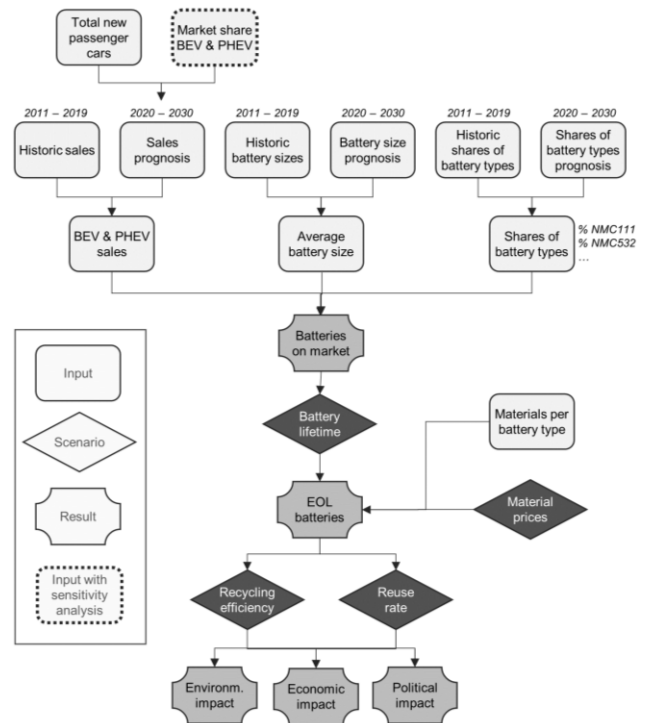 Total new
passenger
cars
Market share
BEV & PHEV
2011 – 2019
2020 – 2030
2011 – 2019
2020 – 2030
2011 – 2019
2020 – 2030
Historic sales
Sales
prognosis
Historic
battery sizes
Battery size
prognosis
Historic
shares of
battery types
Shares of
battery types
prognosis
BEV & PHEV
sales
Average
battery size
Shares of
battery types
% NMC111
% NMC532
...
Batteries
on market
Input
Scenario
Result
Input with
sensitivity
analysis
Battery
lifetime
Materials per
battery type
EOL
batteries
Material
prices
Recycling
efficiency
Reuse
rate
Environm.
impact
Economic
impact
Political
impact